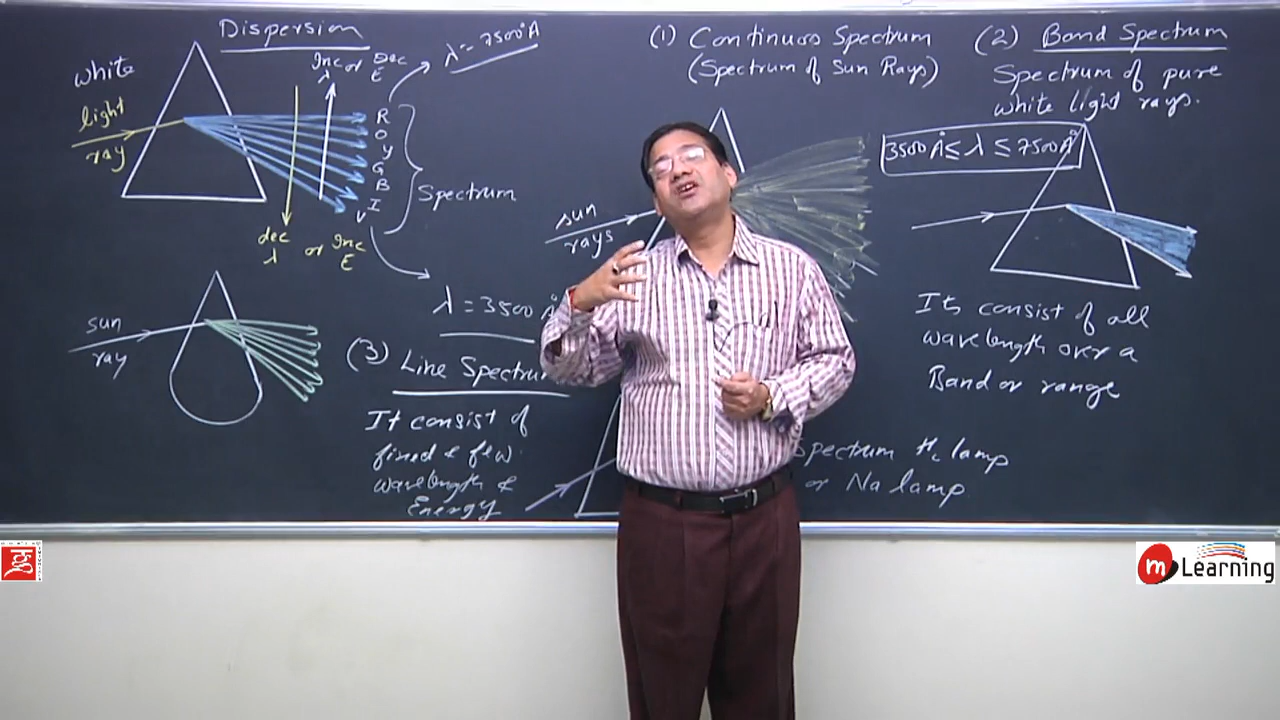 Dispersion
white
light
ray
Inc or Dec
λ E
λ = 7500°A
R
O
Y
G
B
I
V
Spectrum
dec or Inc
λ E
λ = 3500 A
sun
ray
(1) Continuos Spectrum
(Spectrum of Sun Rays)
sun
rays
(2) Band Spectrum
Spectrum of pure
white light rays.
3500 Å ≤ λ ≤ 7500 Å
Its consist of all
wavelength over a
Band or range
(3) Line Spectru
It consist of
fixed & few
wavelength &
Energy
Spectrum lamp
or Na lamp
m Learning